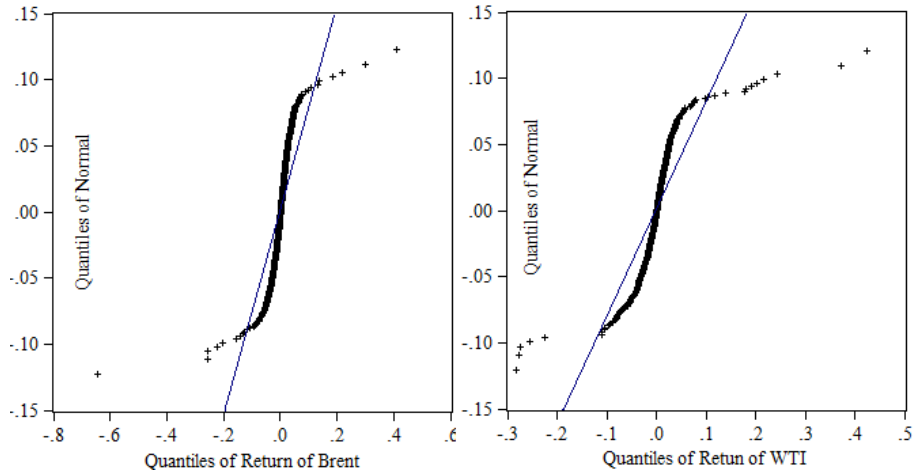 .15
.10
.05
.00
-.05
-.10
-.15
Quantiles of Normal
-.8 -.6 -.4 -.2 .0 .2 .4 .6
Quantiles of Return of Brent
.15
.10
.05
.00
-.05
-.10
-.15
Quantiles of Normal
-.3 -.2 -.1 .0 .1 .2 .3 .4 .5
Quantiles of Retun of WTI